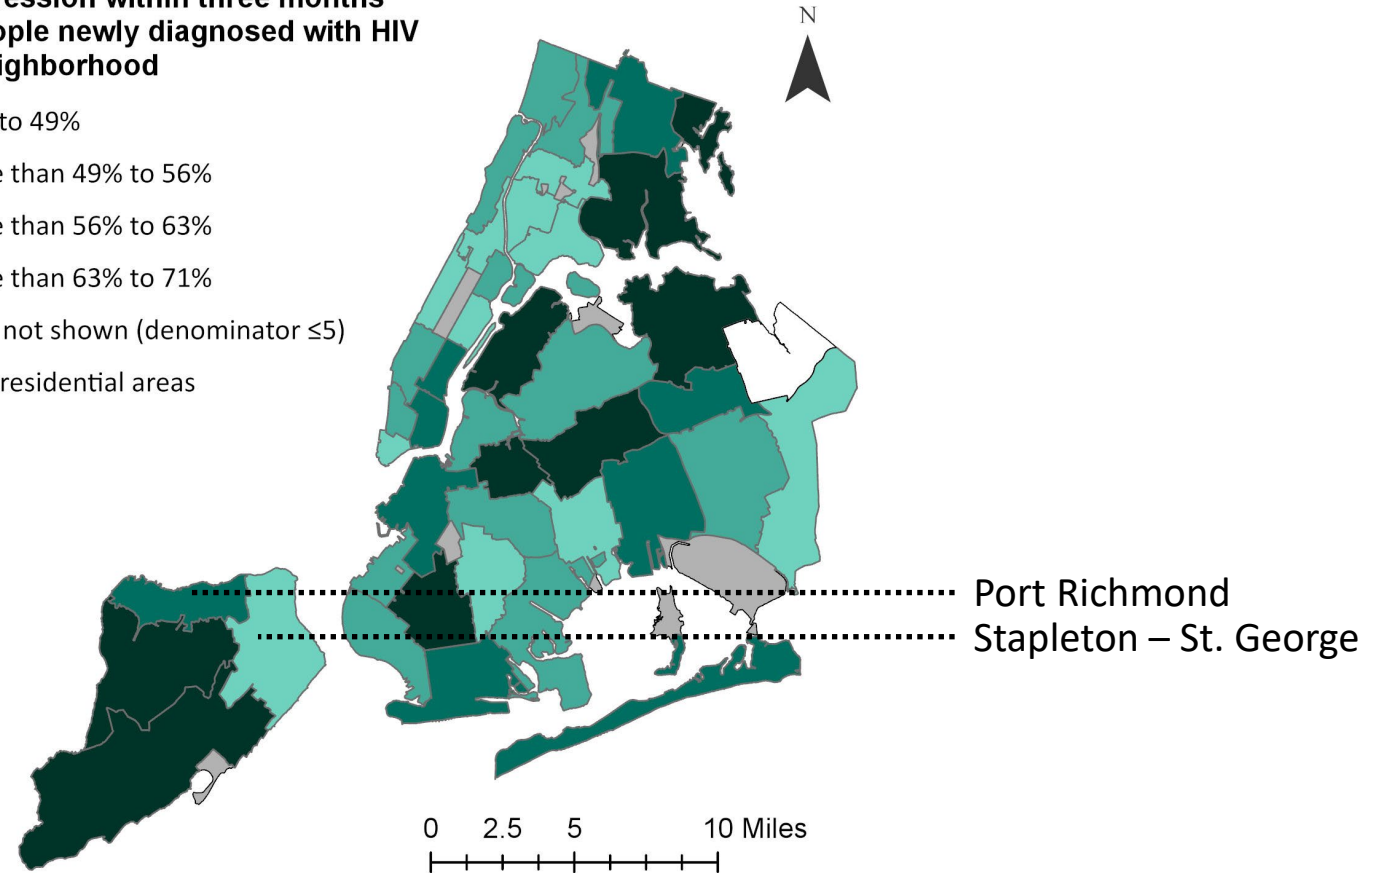 ession within three months
ople newly diagnosed with HIV
ighborhood
to 49%
e than 49% to 56%
e than 56% to 63%
e than 63% to 71%
not shown (denominator ≤5)
residential areas
N
Port Richmond
Stapleton – St. George
0 2.5 5 10 Miles